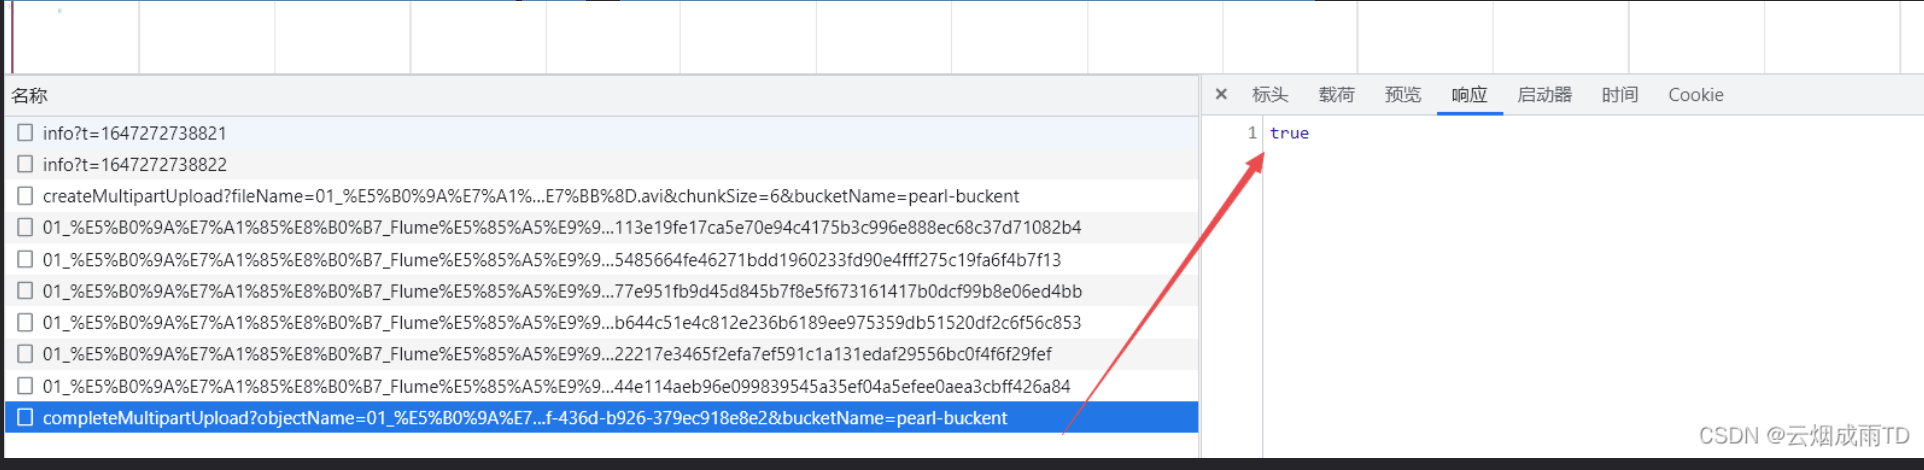 名称
× 标头 载荷 预览 响应 启动器 时间 Cookie
info?t=1647272738821
1 true
info?t=1647272738822
createMultipartUpload?fileName=01_%E5%B0%9A%E7%A1%...E7%BB%8D.avi&chunkSize=6&bucketName=pearl-buckent
01_%E5%B0%9A%E7%A1%85%E8%B0%B7_Flume%E5%85%A5%E9%9...113e19fe17ca5e70e94c4175b3c996e888ec68c37d71082b4
01_%E5%B0%9A%E7%A1%85%E8%B0%B7_Flume%E5%85%A5%E9%9...5485664fe46271bdd1960233fd90e4fff275c19fa6f4b7f13
01_%E5%B0%9A%E7%A1%85%E8%B0%B7_Flume%E5%85%A5%E9%9...77e951fb9d45d845b7f8e5f673161417b0dcf99b8e06ed4bb
01_%E5%B0%9A%E7%A1%85%E8%B0%B7_Flume%E5%85%A5%E9%9...b644c51e4c812e236b6189ee975359db51520df2c6f56c853
01_%E5%B0%9A%E7%A1%85%E8%B0%B7_Flume%E5%85%A5%E9%9...22217e3465f2efa7ef591c1a131edaf29556bc0f4f6f29fef
01_%E5%B0%9A%E7%A1%85%E8%B0%B7_Flume%E5%85%A5%E9%9...44e114aeb96e099839545a35ef04a5efee0aea3cbff426a84
completeMultipartUpload?objectName=01_%E5%B0%9A%E7...f-436d-b926-379ec918e8e2&bucketName=pearl-buckent
CSDN @云烟成雨TD